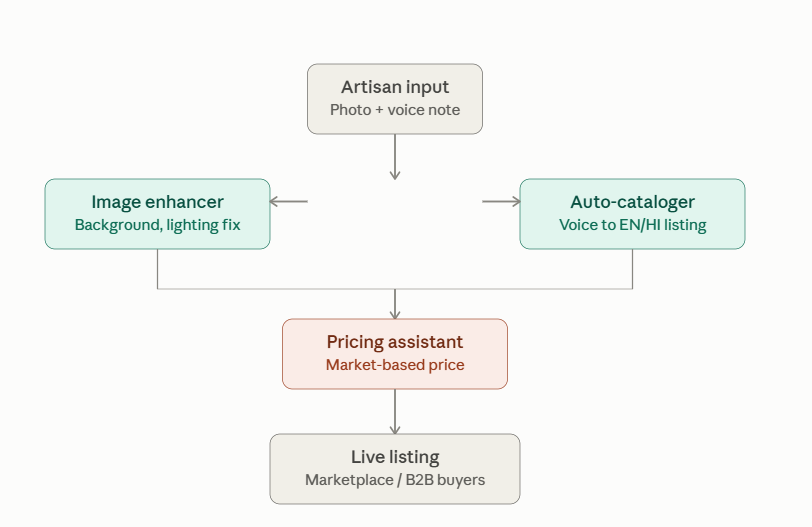 Artisan input
Photo + voice note
Image enhancer
Background, lighting fix
Auto-cataloger
Voice to EN/HI listing
Pricing assistant
Market-based price
Live listing
Marketplace / B2B buyers